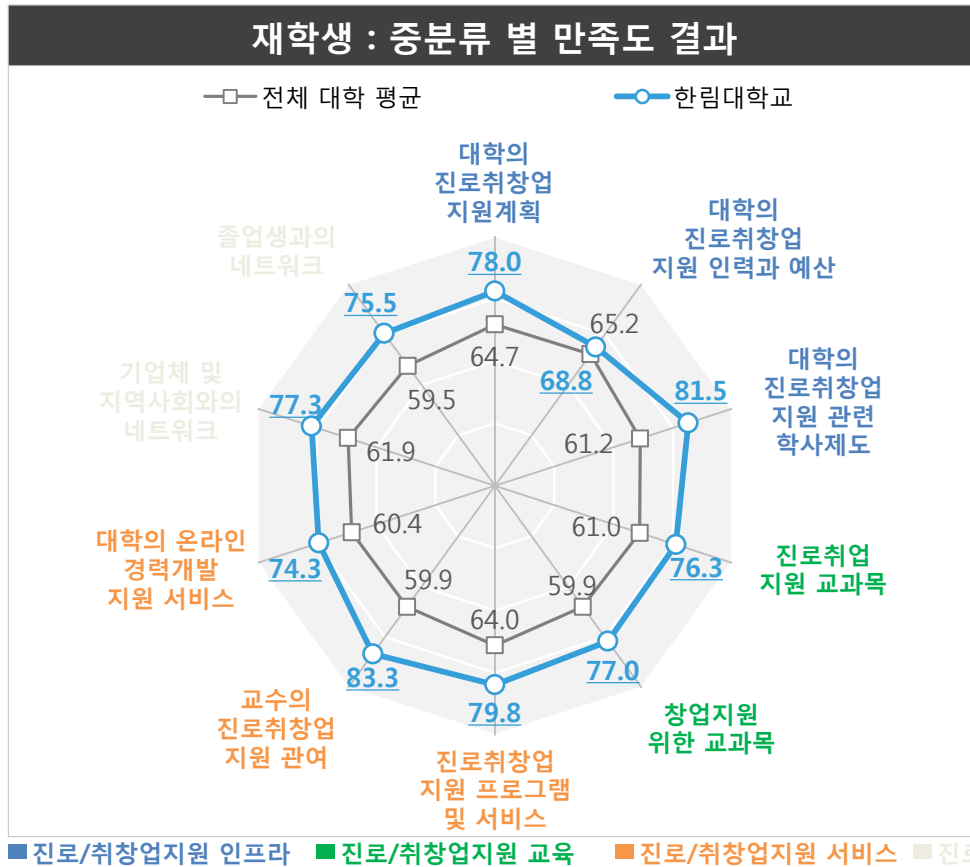 재학생 : 중분류 별 만족도 결과
전체 대학 평균
한림대학교
대학의
진로취창업
지원계획
대학의
진로취창업
지원 인력과 예산
대학의
진로취창업
지원 관련
학사제도
진로취업
지원 교과목
창업지원
위한 교과목
진로취창업
지원 프로그램
및 서비스
교수의
진로취창업
지원 관여
대학의 온라인
경력개발
지원 서비스
기업체 및
지역사회와의
네트워크
졸업생과의
네트워크
78.0
68.8
81.5
76.3
77.0
79.8
83.3
74.3
77.3
75.5
64.7
65.2
61.2
61.0
59.9
64.0
59.9
60.4
61.9
59.5
진로/취창업지원 인프라
진로/취창업지원 교육
진로/취창업지원 서비스
진로